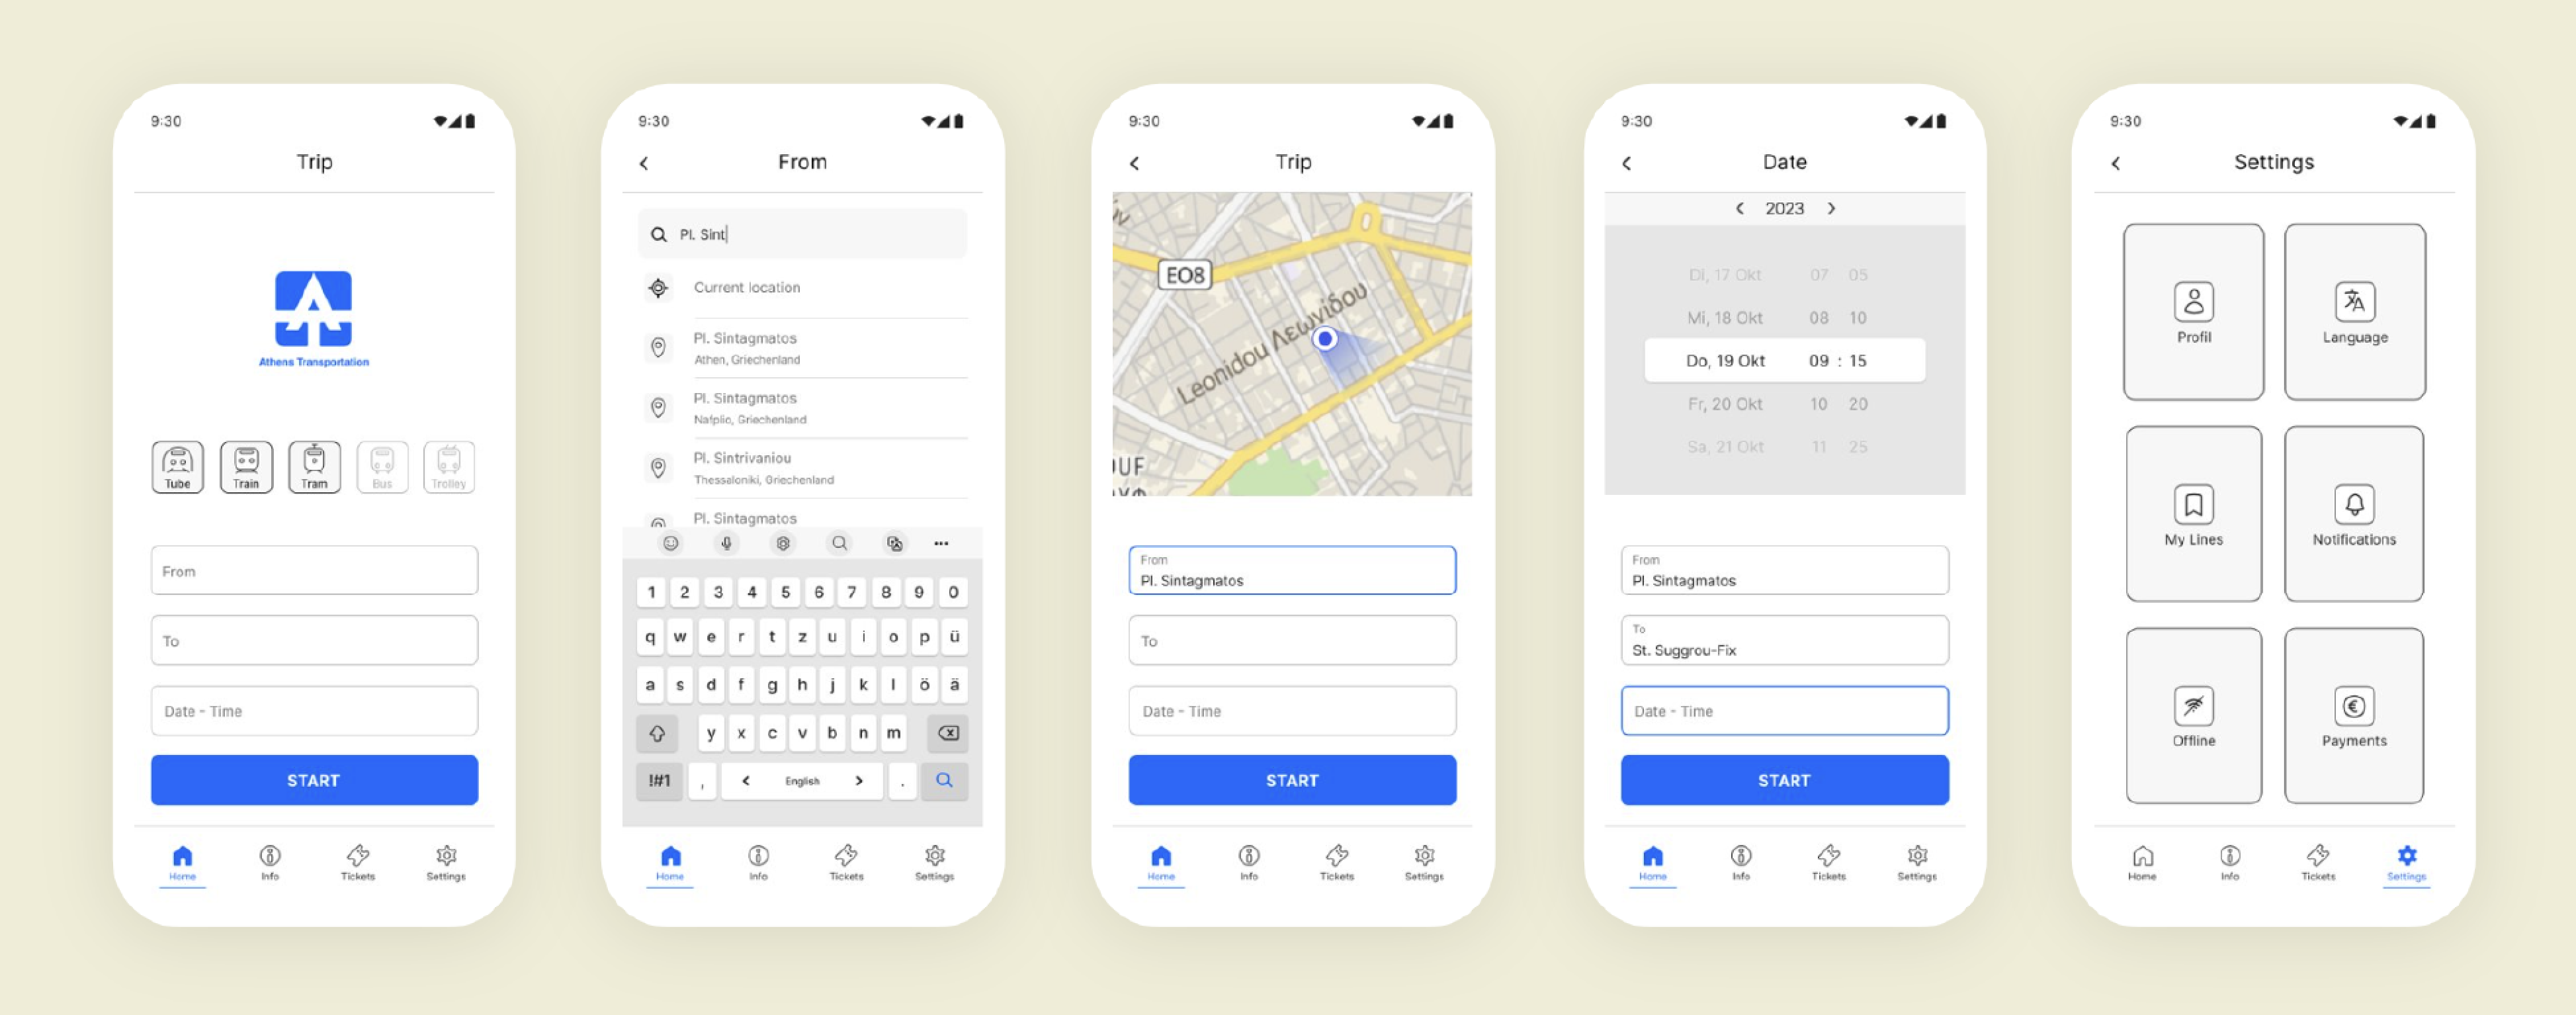 9:30
Trip
Athens Transportation
Tube Train Tram Bus Trolley
From
To
Date - Time
START
Home Info Tickets Settings
9:30
From
Pl. Sint
Current location
Pl. Sintagmatos
Athen, Griechenland
Pl. Sintagmatos
Nafplio, Griechenland
Pl. Sintrivaniou
Thessaloniki, Griechenland
Pl. Sintagmatos
1 2 3 4 5 6 7 8 9 0
q w e r t z u i o p ü
a s d f g h j k l ö ä
y x c v b n m
!#1 , < English > .
Home Info Tickets Settings
9:30
Trip
EO8
Leonidou Λεωνίδου
From
Pl. Sintagmatos
To
Date - Time
START
Home Info Tickets Settings
9:30
Date
< 2023 >
Di, 17 Okt 07 05
Mi, 18 Okt 08 10
Do, 19 Okt 09 : 15
Fr, 20 Okt 10 20
Sa, 21 Okt 11 25
From
Pl. Sintagmatos
To
St. Suggrou-Fix
Date - Time
START
Home Info Tickets Settings
9:30
Settings
Profil Language
My Lines Notifications
Offline Payments
Home Info Tickets Settings